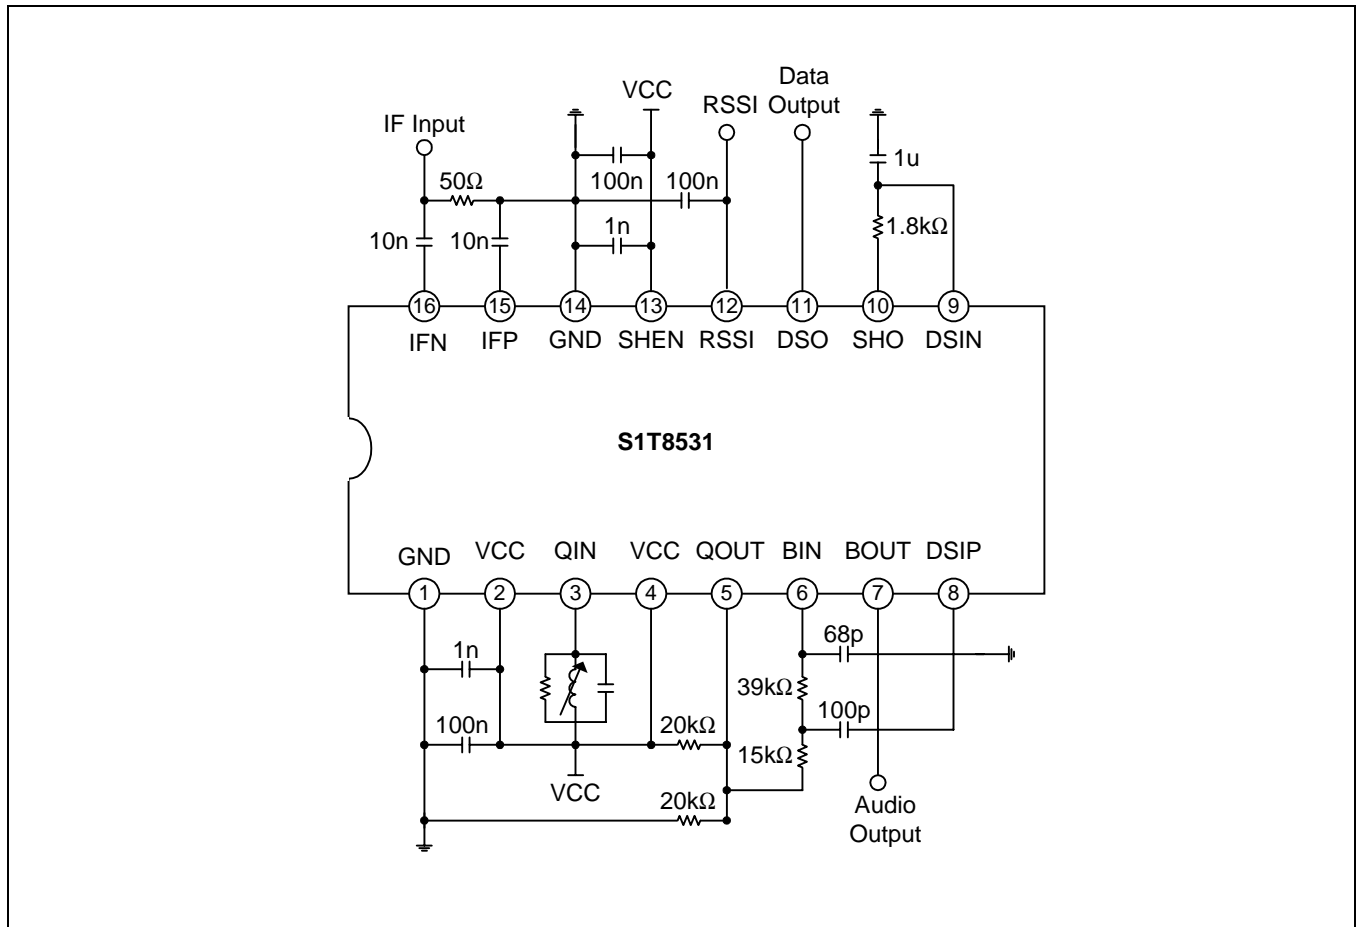 VCC
Data
Output
RSSI
IF Input
1u
50Ω
100n
100n
10n
10n
1n
1.8kΩ
16
15
14
13
12
11
10
9
IFN
IFP
GND
SHEN
RSSI
DSO
SHO
DSIN
S1T8531
GND
VCC
QIN
VCC
QOUT
BIN
BOUT
DSIP
1
2
3
4
5
6
7
8
68p
1n
39kΩ
100p
100n
20kΩ
15kΩ
VCC
20kΩ
Audio
Output